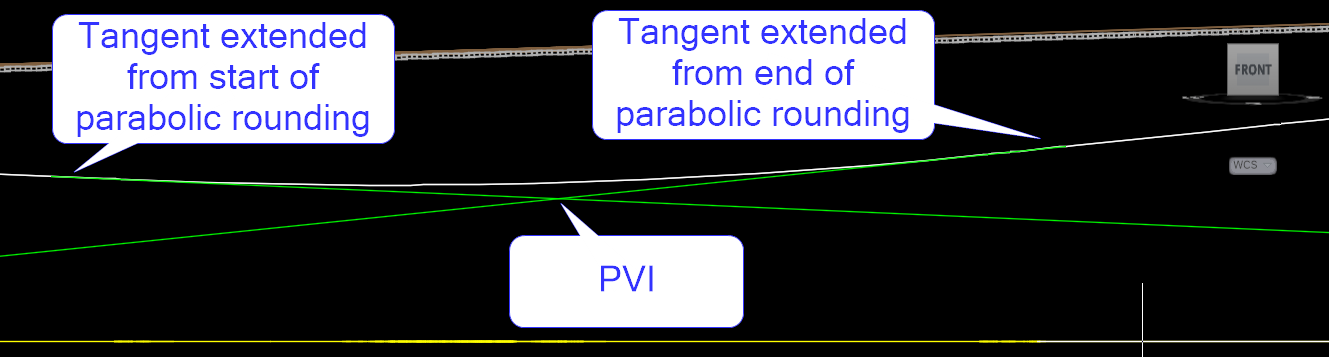 Tangent extended
from start of
parabolic rounding
Tangent extended
from end of
parabolic rounding
FRONT
WCS
PVI